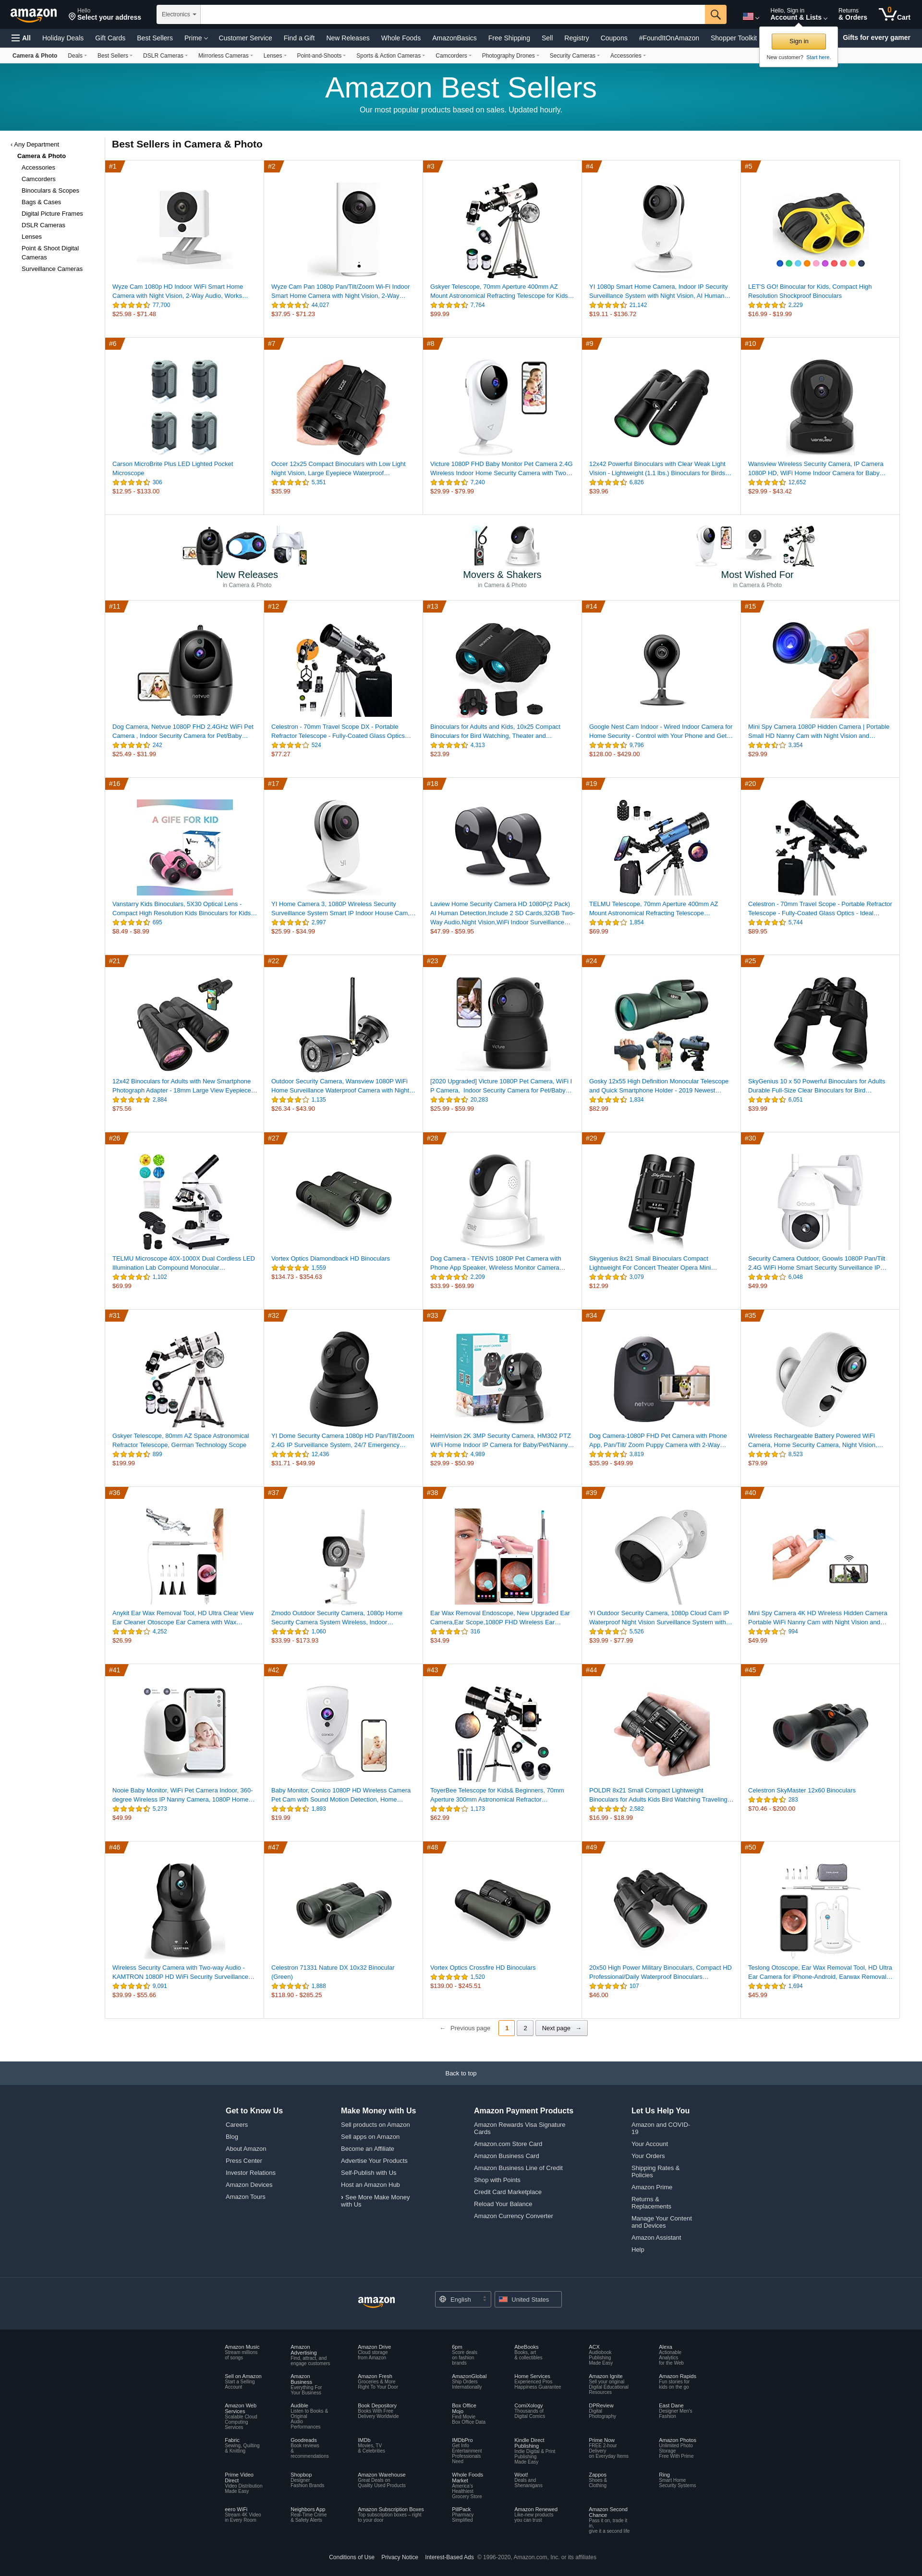 amazon
Hello
Select your address
Electronics
Hello, Sign in
Account & Lists
Returns
& Orders
0
Cart
All
Holiday Deals
Gift Cards
Best Sellers
Prime
Customer Service
Find a Gift
New Releases
Whole Foods
AmazonBasics
Free Shipping
Sell
Registry
Coupons
#FoundItOnAmazon
Shopper Toolkit
Gifts for every gamer
Sign in
New customer? Start here.
Camera & Photo
Deals
Best Sellers
DSLR Cameras
Mirrorless Cameras
Lenses
Point-and-Shoots
Sports & Action Cameras
Camcorders
Photography Drones
Security Cameras
Accessories
Amazon Best Sellers
Our most popular products based on sales. Updated hourly.
‹ Any Department
Camera & Photo
Accessories
Camcorders
Binoculars & Scopes
Bags & Cases
Digital Picture Frames
DSLR Cameras
Lenses
Point & Shoot Digital
Cameras
Surveillance Cameras
Best Sellers in Camera & Photo
#1
Wyze Cam 1080p HD Indoor WiFi Smart Home
Camera with Night Vision, 2-Way Audio, Works…
77,700
$25.98 - $71.48
#2
Wyze Cam Pan 1080p Pan/Tilt/Zoom Wi-Fi Indoor
Smart Home Camera with Night Vision, 2-Way…
44,027
$37.95 - $71.23
#3
Gskyer Telescope, 70mm Aperture 400mm AZ
Mount Astronomical Refracting Telescope for Kids…
7,764
$99.99
#4
YI 1080p Smart Home Camera, Indoor IP Security
Surveillance System with Night Vision, AI Human…
21,142
$19.11 - $136.72
#5
LET'S GO! Binocular for Kids, Compact High
Resolution Shockproof Binoculars
2,229
$16.99 - $19.99
#6
Carson MicroBrite Plus LED Lighted Pocket
Microscope
306
$12.95 - $133.00
#7
Occer 12x25 Compact Binoculars with Low Light
Night Vision, Large Eyepiece Waterproof…
5,351
$35.99
#8
Victure 1080P FHD Baby Monitor Pet Camera 2.4G
Wireless Indoor Home Security Camera with Two…
7,240
$29.99 - $79.99
#9
12x42 Powerful Binoculars with Clear Weak Light
Vision - Lightweight (1.1 lbs.) Binoculars for Birds…
6,826
$39.96
#10
Wansview Wireless Security Camera, IP Camera
1080P HD, WiFi Home Indoor Camera for Baby…
12,652
$29.99 - $43.42
New Releases
in Camera & Photo
Movers & Shakers
in Camera & Photo
Most Wished For
in Camera & Photo
#11
Dog Camera, Netvue 1080P FHD 2.4GHz WiFi Pet
Camera , Indoor Security Camera for Pet/Baby…
242
$25.49 - $31.99
#12
Celestron - 70mm Travel Scope DX - Portable
Refractor Telescope - Fully-Coated Glass Optics…
524
$77.27
#13
Binoculars for Adults and Kids, 10x25 Compact
Binoculars for Bird Watching, Theater and…
4,313
$23.99
#14
Google Nest Cam Indoor - Wired Indoor Camera for
Home Security - Control with Your Phone and Get…
9,796
$128.00 - $429.00
#15
Mini Spy Camera 1080P Hidden Camera | Portable
Small HD Nanny Cam with Night Vision and…
3,354
$29.99
#16
A GIFE FOR KID
Vanstarry Kids Binoculars, 5X30 Optical Lens -
Compact High Resolution Kids Binoculars for Kids…
695
$8.49 - $8.99
#17
YI Home Camera 3, 1080P Wireless Security
Surveillance System Smart IP Indoor House Cam,…
2,997
$25.99 - $34.99
#18
Laview Home Security Camera HD 1080P(2 Pack)
AI Human Detection,Include 2 SD Cards,32GB Two-
Way Audio,Night Vision,WiFi Indoor Surveillance…
$47.99 - $59.95
#19
TELMU Telescope, 70mm Aperture 400mm AZ
Mount Astronomical Refracting Telescope…
1,854
$69.99
#20
Celestron - 70mm Travel Scope - Portable Refractor
Telescope - Fully-Coated Glass Optics - Ideal…
5,744
$89.95
#21
12x42 Binoculars for Adults with New Smartphone
Photograph Adapter - 18mm Large View Eyepiece…
2,884
$75.56
#22
Outdoor Security Camera, Wansview 1080P WiFi
Home Surveillance Waterproof Camera with Night…
1,135
$26.34 - $43.90
#23
[2020 Upgraded] Victure 1080P Pet Camera, WiFi I
P Camera, Indoor Security Camera for Pet/Baby…
20,283
$25.99 - $59.99
#24
Gosky 12x55 High Definition Monocular Telescope
and Quick Smartphone Holder - 2019 Newest…
1,834
$82.99
#25
SkyGenius 10 x 50 Powerful Binoculars for Adults
Durable Full-Size Clear Binoculars for Bird…
6,051
$39.99
#26
TELMU Microscope 40X-1000X Dual Cordless LED
Illumination Lab Compound Monocular…
1,102
$69.99
#27
Vortex Optics Diamondback HD Binoculars
1,559
$134.73 - $354.63
#28
Dog Camera - TENVIS 1080P Pet Camera with
Phone App Speaker, Wireless Monitor Camera…
2,209
$33.99 - $69.99
#29
Skygenius 8x21 Small Binoculars Compact
Lightweight For Concert Theater Opera Mini…
3,079
$12.99
#30
Security Camera Outdoor, Goowls 1080P Pan/Tilt
2.4G WiFi Home Smart Security Surveillance IP…
6,048
$49.99
#31
Gskyer Telescope, 80mm AZ Space Astronomical
Refractor Telescope, German Technology Scope
899
$199.99
#32
YI Dome Security Camera 1080p HD Pan/Tilt/Zoom
2.4G IP Surveillance System, 24/7 Emergency…
12,436
$31.71 - $49.99
#33
HeimVision 2K 3MP Security Camera, HM302 PTZ
WiFi Home Indoor IP Camera for Baby/Pet/Nanny…
4,989
$29.99 - $50.99
#34
netvue
Dog Camera-1080P FHD Pet Camera with Phone
App, Pan/Tilt/ Zoom Puppy Camera with 2-Way…
3,819
$35.99 - $49.99
#35
Wireless Rechargeable Battery Powered WiFi
Camera, Home Security Camera, Night Vision,…
8,523
$79.99
#36
Anykit Ear Wax Removal Tool, HD Ultra Clear View
Ear Cleaner Otoscope Ear Camera with Wax…
4,252
$26.99
#37
Zmodo Outdoor Security Camera, 1080p Home
Security Camera System Wireless, Indoor…
1,060
$33.99 - $173.93
#38
Ear Wax Removal Endoscope, New Upgraded Ear
Camera,Ear Scope,1080P FHD Wireless Ear…
316
$34.99
#39
YI Outdoor Security Camera, 1080p Cloud Cam IP
Waterproof Night Vision Surveillance System with…
5,526
$39.99 - $77.99
#40
Mini Spy Camera 4K HD Wireless Hidden Camera
Portable WiFi Nanny Cam with Night Vision and…
994
$49.99
#41
Nooie Baby Monitor, WiFi Pet Camera Indoor, 360-
degree Wireless IP Nanny Camera, 1080P Home…
5,273
$49.99
#42
Baby Monitor, Conico 1080P HD Wireless Camera
Pet Cam with Sound Motion Detection, Home…
1,893
$19.99
#43
ToyerBee Telescope for Kids& Beginners, 70mm
Aperture 300mm Astronomical Refractor…
1,173
$62.99
#44
POLDR 8x21 Small Compact Lightweight
Binoculars for Adults Kids Bird Watching Traveling…
2,582
$16.99 - $18.99
#45
Celestron SkyMaster 12x60 Binoculars
283
$70.46 - $200.00
#46
Wireless Security Camera with Two-way Audio -
KAMTRON 1080P HD WiFi Security Surveillance…
9,091
$39.99 - $55.66
#47
Celestron 71331 Nature DX 10x32 Binocular
(Green)
1,888
$118.90 - $285.25
#48
Vortex Optics Crossfire HD Binoculars
1,520
$139.00 - $245.51
#49
20x50 High Power Military Binoculars, Compact HD
Professional/Daily Waterproof Binoculars…
107
$46.00
#50
Teslong Otoscope, Ear Wax Removal Tool, HD Ultra
Ear Camera for iPhone-Android, Earwax Removal…
1,694
$45.99
← Previous page
1
2
Next page →
Back to top
Get to Know Us
Careers
Blog
About Amazon
Press Center
Investor Relations
Amazon Devices
Amazon Tours
Make Money with Us
Sell products on Amazon
Sell apps on Amazon
Become an Affiliate
Advertise Your Products
Self-Publish with Us
Host an Amazon Hub
› See More Make Money
with Us
Amazon Payment Products
Amazon Rewards Visa Signature
Cards
Amazon.com Store Card
Amazon Business Card
Amazon Business Line of Credit
Shop with Points
Credit Card Marketplace
Reload Your Balance
Amazon Currency Converter
Let Us Help You
Amazon and COVID-
19
Your Account
Your Orders
Shipping Rates &
Policies
Amazon Prime
Returns &
Replacements
Manage Your Content
and Devices
Amazon Assistant
Help
amazon
English
United States
Amazon Music
Stream millions
of songs
Amazon
Advertising
Find, attract, and
engage customers
Amazon Drive
Cloud storage
from Amazon
6pm
Score deals
on fashion
brands
AbeBooks
Books, art
& collectibles
ACX
Audiobook
Publishing
Made Easy
Alexa
Actionable
Analytics
for the Web
Sell on Amazon
Start a Selling
Account
Amazon
Business
Everything For
Your Business
Amazon Fresh
Groceries & More
Right To Your Door
AmazonGlobal
Ship Orders
Internationally
Home Services
Experienced Pros
Happiness Guarantee
Amazon Ignite
Sell your original
Digital Educational
Resources
Amazon Rapids
Fun stories for
kids on the go
Amazon Web
Services
Scalable Cloud
Computing
Services
Audible
Listen to Books &
Original
Audio
Performances
Book Depository
Books With Free
Delivery Worldwide
Box Office
Mojo
Find Movie
Box Office Data
ComiXology
Thousands of
Digital Comics
DPReview
Digital
Photography
East Dane
Designer Men's
Fashion
Fabric
Sewing, Quilting
& Knitting
Goodreads
Book reviews
&
recommendations
IMDb
Movies, TV
& Celebrities
IMDbPro
Get Info
Entertainment
Professionals
Need
Kindle Direct
Publishing
Indie Digital & Print
Publishing
Made Easy
Prime Now
FREE 2-hour
Delivery
on Everyday Items
Amazon Photos
Unlimited Photo
Storage
Free With Prime
Prime Video
Direct
Video Distribution
Made Easy
Shopbop
Designer
Fashion Brands
Amazon Warehouse
Great Deals on
Quality Used Products
Whole Foods
Market
America's
Healthiest
Grocery Store
Woot!
Deals and
Shenanigans
Zappos
Shoes &
Clothing
Ring
Smart Home
Security Systems
eero WiFi
Stream 4K Video
in Every Room
Neighbors App
Real-Time Crime
& Safety Alerts
Amazon Subscription Boxes
Top subscription boxes – right
to your door
PillPack
Pharmacy
Simplified
Amazon Renewed
Like-new products
you can trust
Amazon Second
Chance
Pass it on, trade it
in,
give it a second life
Conditions of Use
Privacy Notice
Interest-Based Ads
© 1996-2020, Amazon.com, Inc. or its affiliates